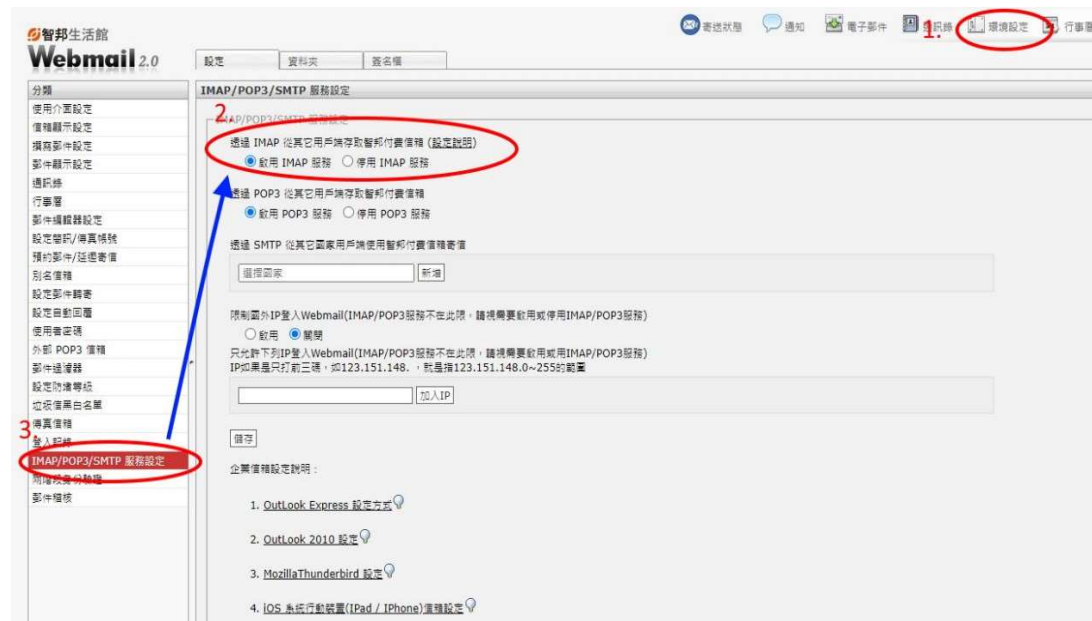 智邦生活館
Webmail 2.0
寄送狀態
通知
電子郵件
1.
環境設定
設定
資料夾
簽名檔
分類
使用介面設定
信箱顯示設定
撰寫郵件設定
郵件顯示設定
通訊錄
行事曆
郵件編輯器設定
設定簡訊/傳真帳號
預約郵件/延遲寄信
別名信箱
設定郵件轉寄
設定自動回覆
使用者密碼
外部 POP3 信箱
郵件過濾器
設定防堵等級
垃圾信黑白名單
傳真信箱
3.
登入記錄
IMAP/POP3/SMTP 服務設定
郵件稽核
IMAP/POP3/SMTP 服務設定
2.
IMAP/POP3/SMTP 服務設定
透過 IMAP 從其它用戶端存取智邦付費信箱 (設定說明)
啟用 IMAP 服務 停用 IMAP 服務
透過 POP3 從其它用戶端存取智邦付費信箱
啟用 POP3 服務 停用 POP3 服務
透過 SMTP 從其它國家用戶端使用智邦付費信箱寄信
選擇國家 新增
限制國外IP登入Webmail(IMAP/POP3服務不在此限，請視需要啟用或停用IMAP/POP3服務)
啟用 關閉
只允許下列IP登入Webmail(IMAP/POP3服務不在此限，請視需要啟用或用IMAP/POP3服務)
IP如果是只打前三碼，如123.151.148. ，就是指123.151.148.0~255的範圍
加入IP
儲存
企業信箱設定說明：
1. OutLook Express 設定方式
2. OutLook 2010 設定
3. MozillaThunderbird 設定
4. iOS 系統行動裝置(IPad / IPhone)信箱設定